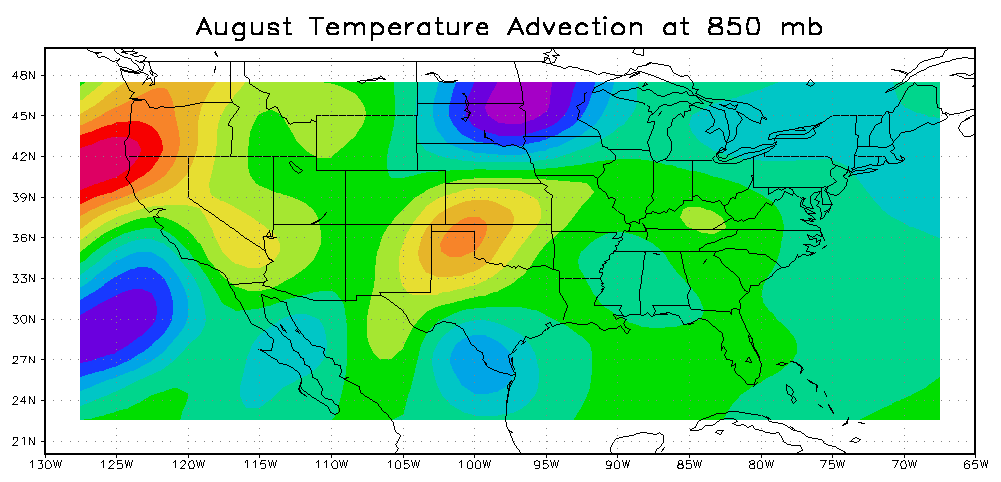 August Temperature Advection at 850 mb
48N
45N
42N
39N
36N
33N
30N
27N
24N
21N
130W 125W 120W 115W 110W 105W 100W 95W 90W 85W 80W 75W 70W 65W